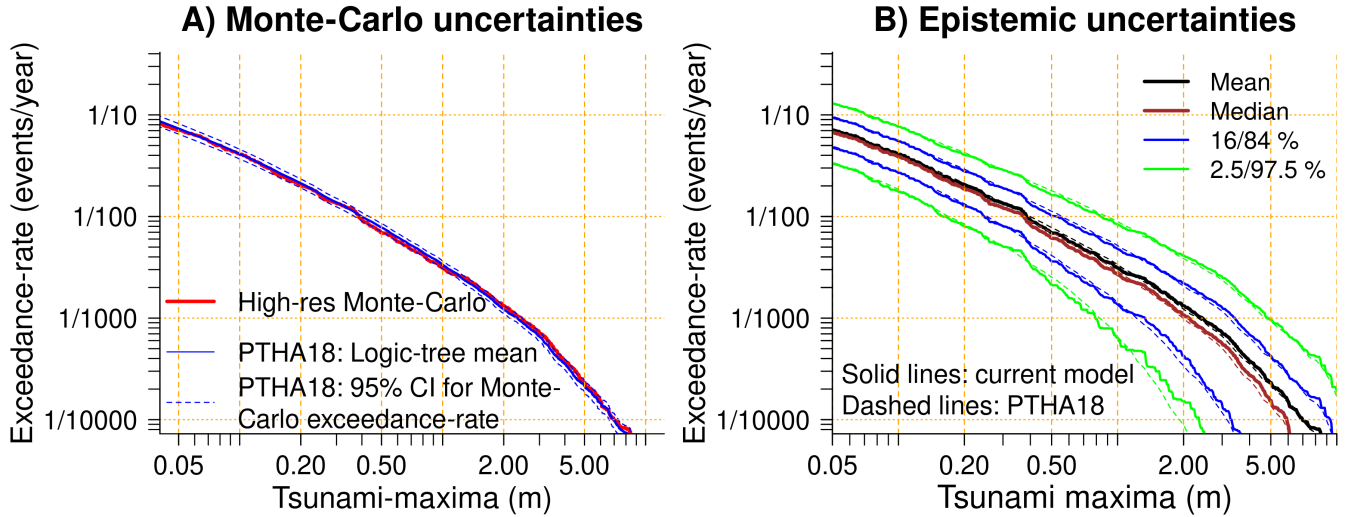 A) Monte-Carlo uncertainties
Exceedance-rate (events/year)
1/10
1/100
1/1000
1/10000
High-res Monte-Carlo
PTHA18: Logic-tree mean
PTHA18: 95% CI for Monte-
Carlo exceedance-rate
0.05 0.20 0.50 2.00 5.00
Tsunami-maxima (m)
B) Epistemic uncertainties
Exceedance-rate (events/year)
1/10
1/100
1/1000
1/10000
Mean
Median
16/84 %
2.5/97.5 %
Solid lines: current model
Dashed lines: PTHA18
0.05 0.20 0.50 2.00 5.00
Tsunami maxima (m)